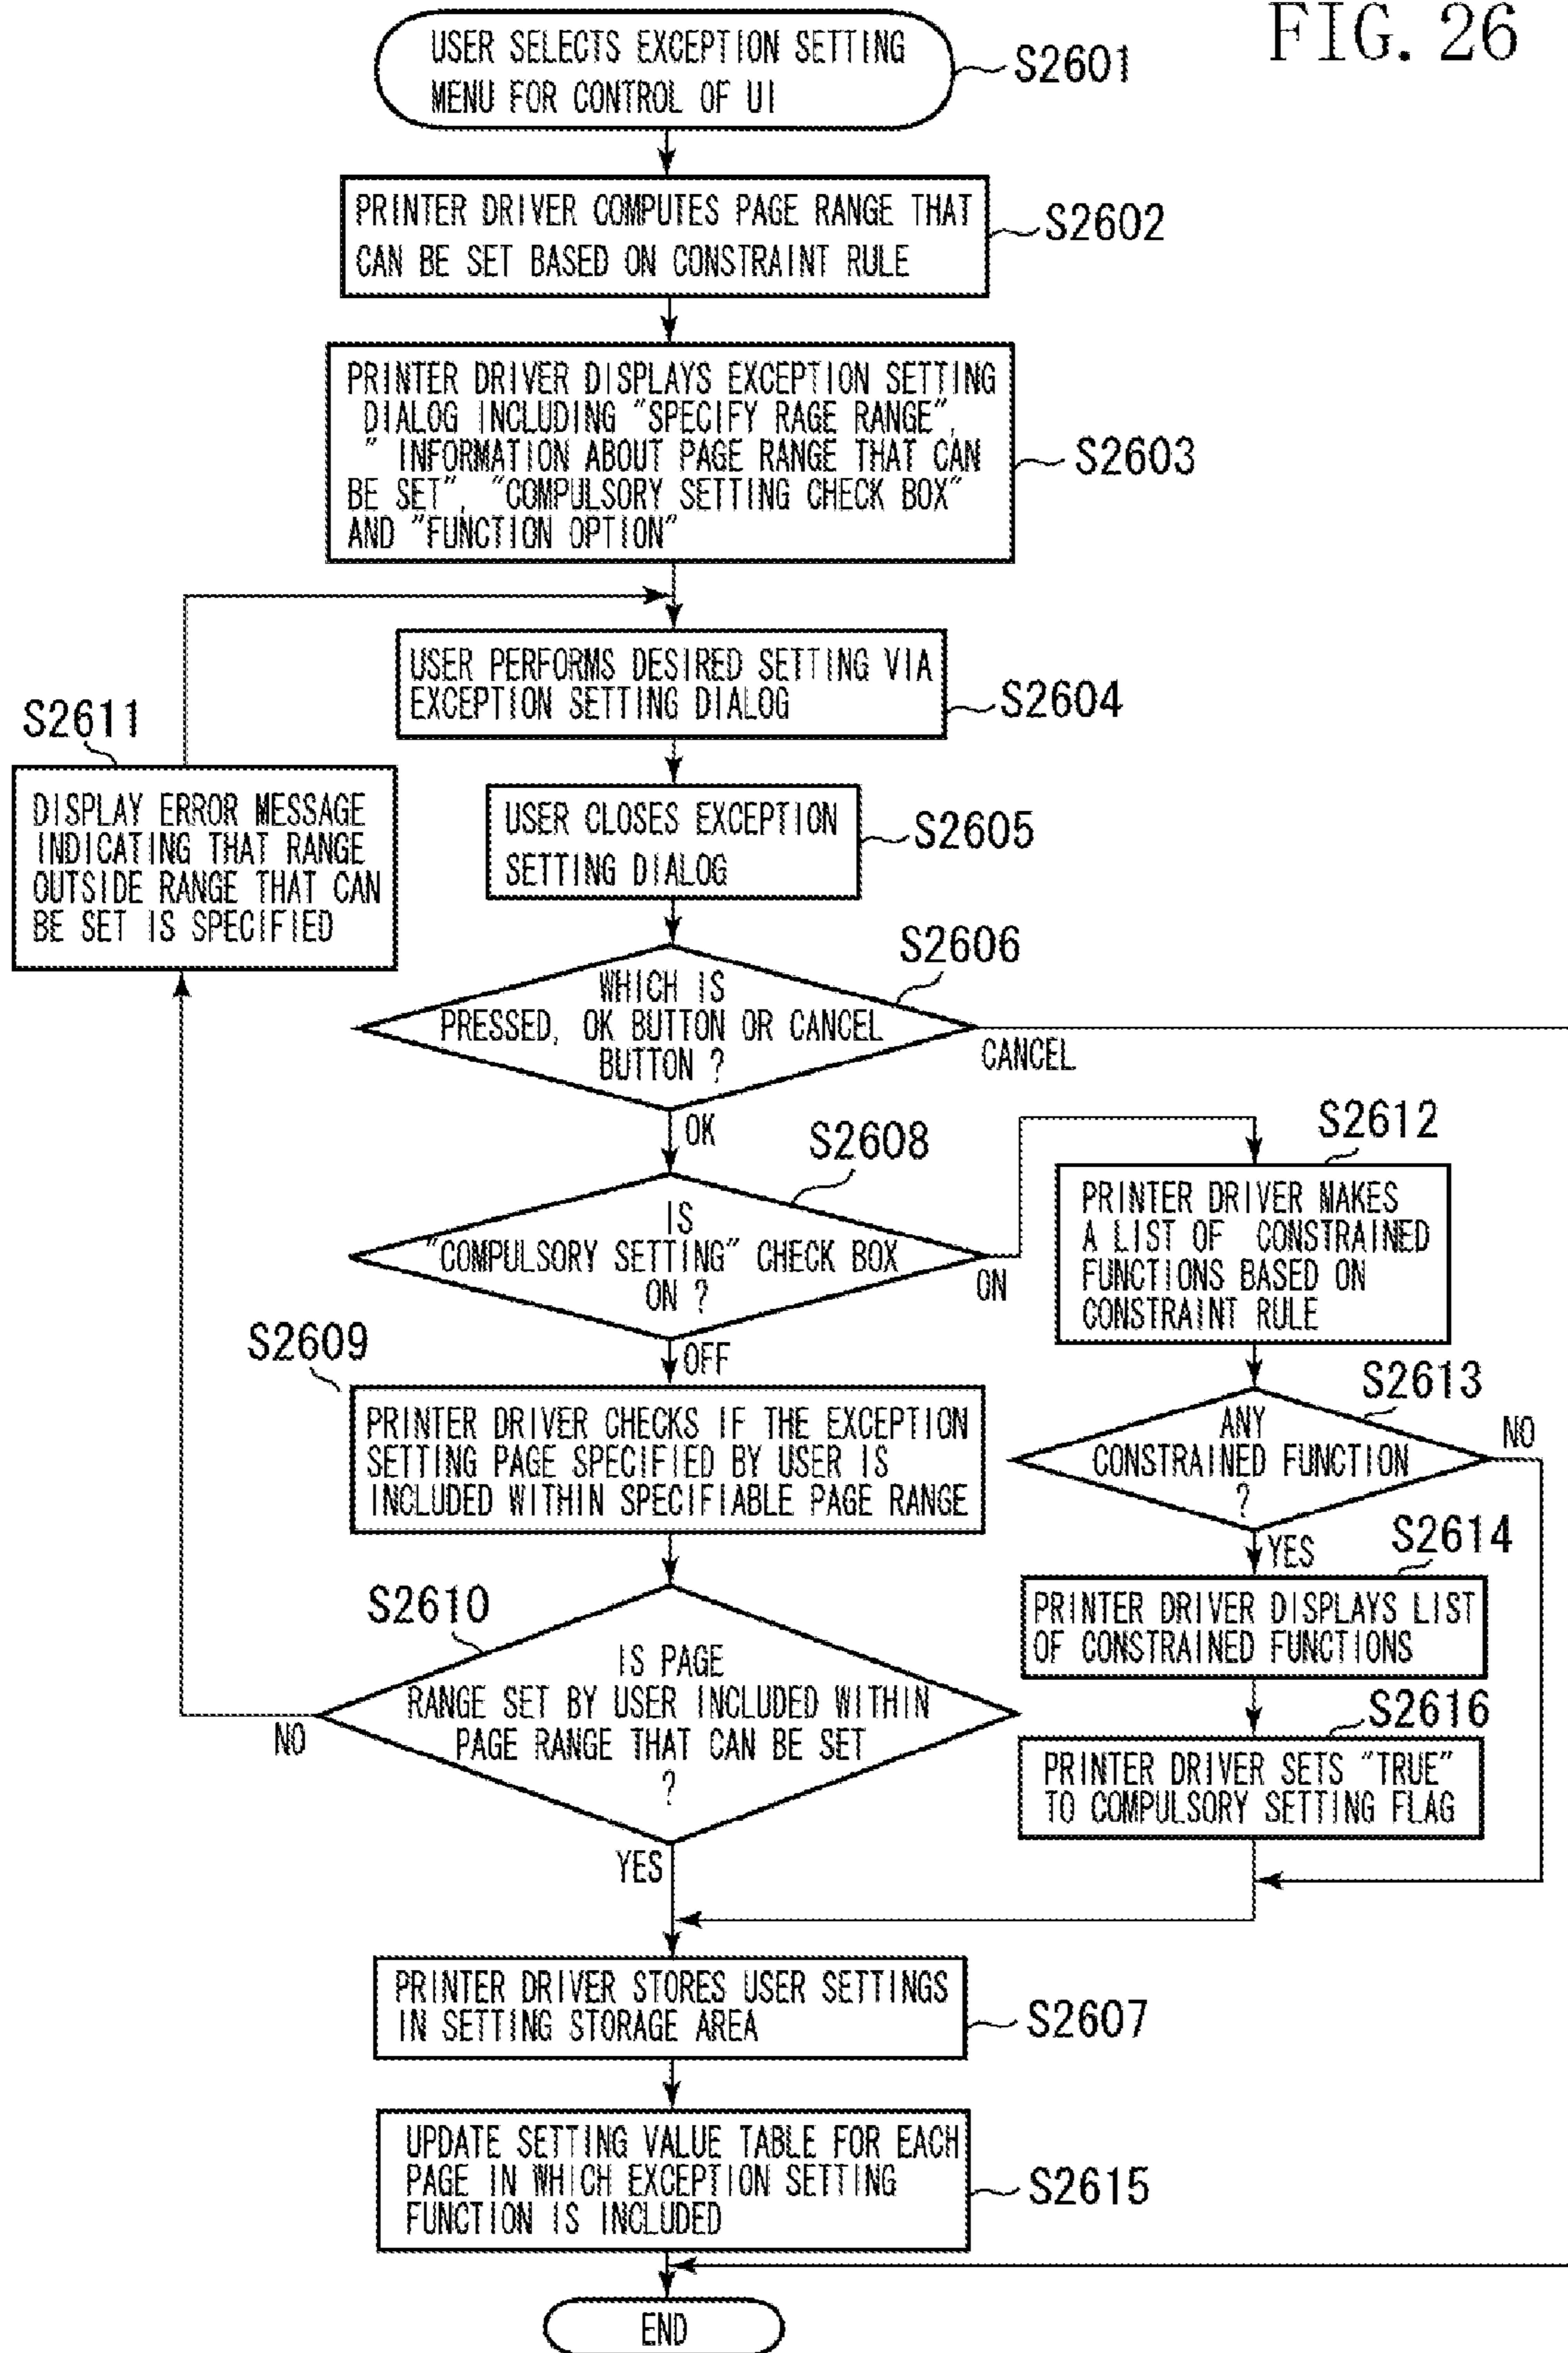 FIG. 26
USER SELECTS EXCEPTION SETTING
MENU FOR CONTROL OF UI
S2601
PRINTER DRIVER COMPUTES PAGE RANGE THAT
CAN BE SET BASED ON CONSTRAINT RULE
S2602
PRINTER DRIVER DISPLAYS EXCEPTION SETTING
DIALOG INCLUDING "SPECIFY RAGE RANGE",
" INFORMATION ABOUT PAGE RANGE THAT CAN
BE SET", "COMPULSORY SETTING CHECK BOX"
AND "FUNCTION OPTION"
S2603
USER PERFORMS DESIRED SETTING VIA
EXCEPTION SETTING DIALOG
S2604
S2611
DISPLAY ERROR MESSAGE
INDICATING THAT RANGE
OUTSIDE RANGE THAT CAN
BE SET IS SPECIFIED
USER CLOSES EXCEPTION
SETTING DIALOG
S2605
S2606
WHICH IS
PRESSED, OK BUTTON OR CANCEL
BUTTON ?
CANCEL
OK
S2608
IS
"COMPULSORY SETTING" CHECK BOX
ON ?
ON
OFF
S2612
PRINTER DRIVER MAKES
A LIST OF CONSTRAINED
FUNCTIONS BASED ON
CONSTRAINT RULE
S2609
PRINTER DRIVER CHECKS IF THE EXCEPTION
SETTING PAGE SPECIFIED BY USER IS
INCLUDED WITHIN SPECIFIABLE PAGE RANGE
S2613
ANY
CONSTRAINED FUNCTION
?
NO
YES
S2614
PRINTER DRIVER DISPLAYS LIST
OF CONSTRAINED FUNCTIONS
S2610
IS PAGE
RANGE SET BY USER INCLUDED WITHIN
PAGE RANGE THAT CAN BE SET
?
NO
YES
S2616
PRINTER DRIVER SETS "TRUE"
TO COMPULSORY SETTING FLAG
PRINTER DRIVER STORES USER SETTINGS
IN SETTING STORAGE AREA
S2607
UPDATE SETTING VALUE TABLE FOR EACH
PAGE IN WHICH EXCEPTION SETTING
FUNCTION IS INCLUDED
S2615
END